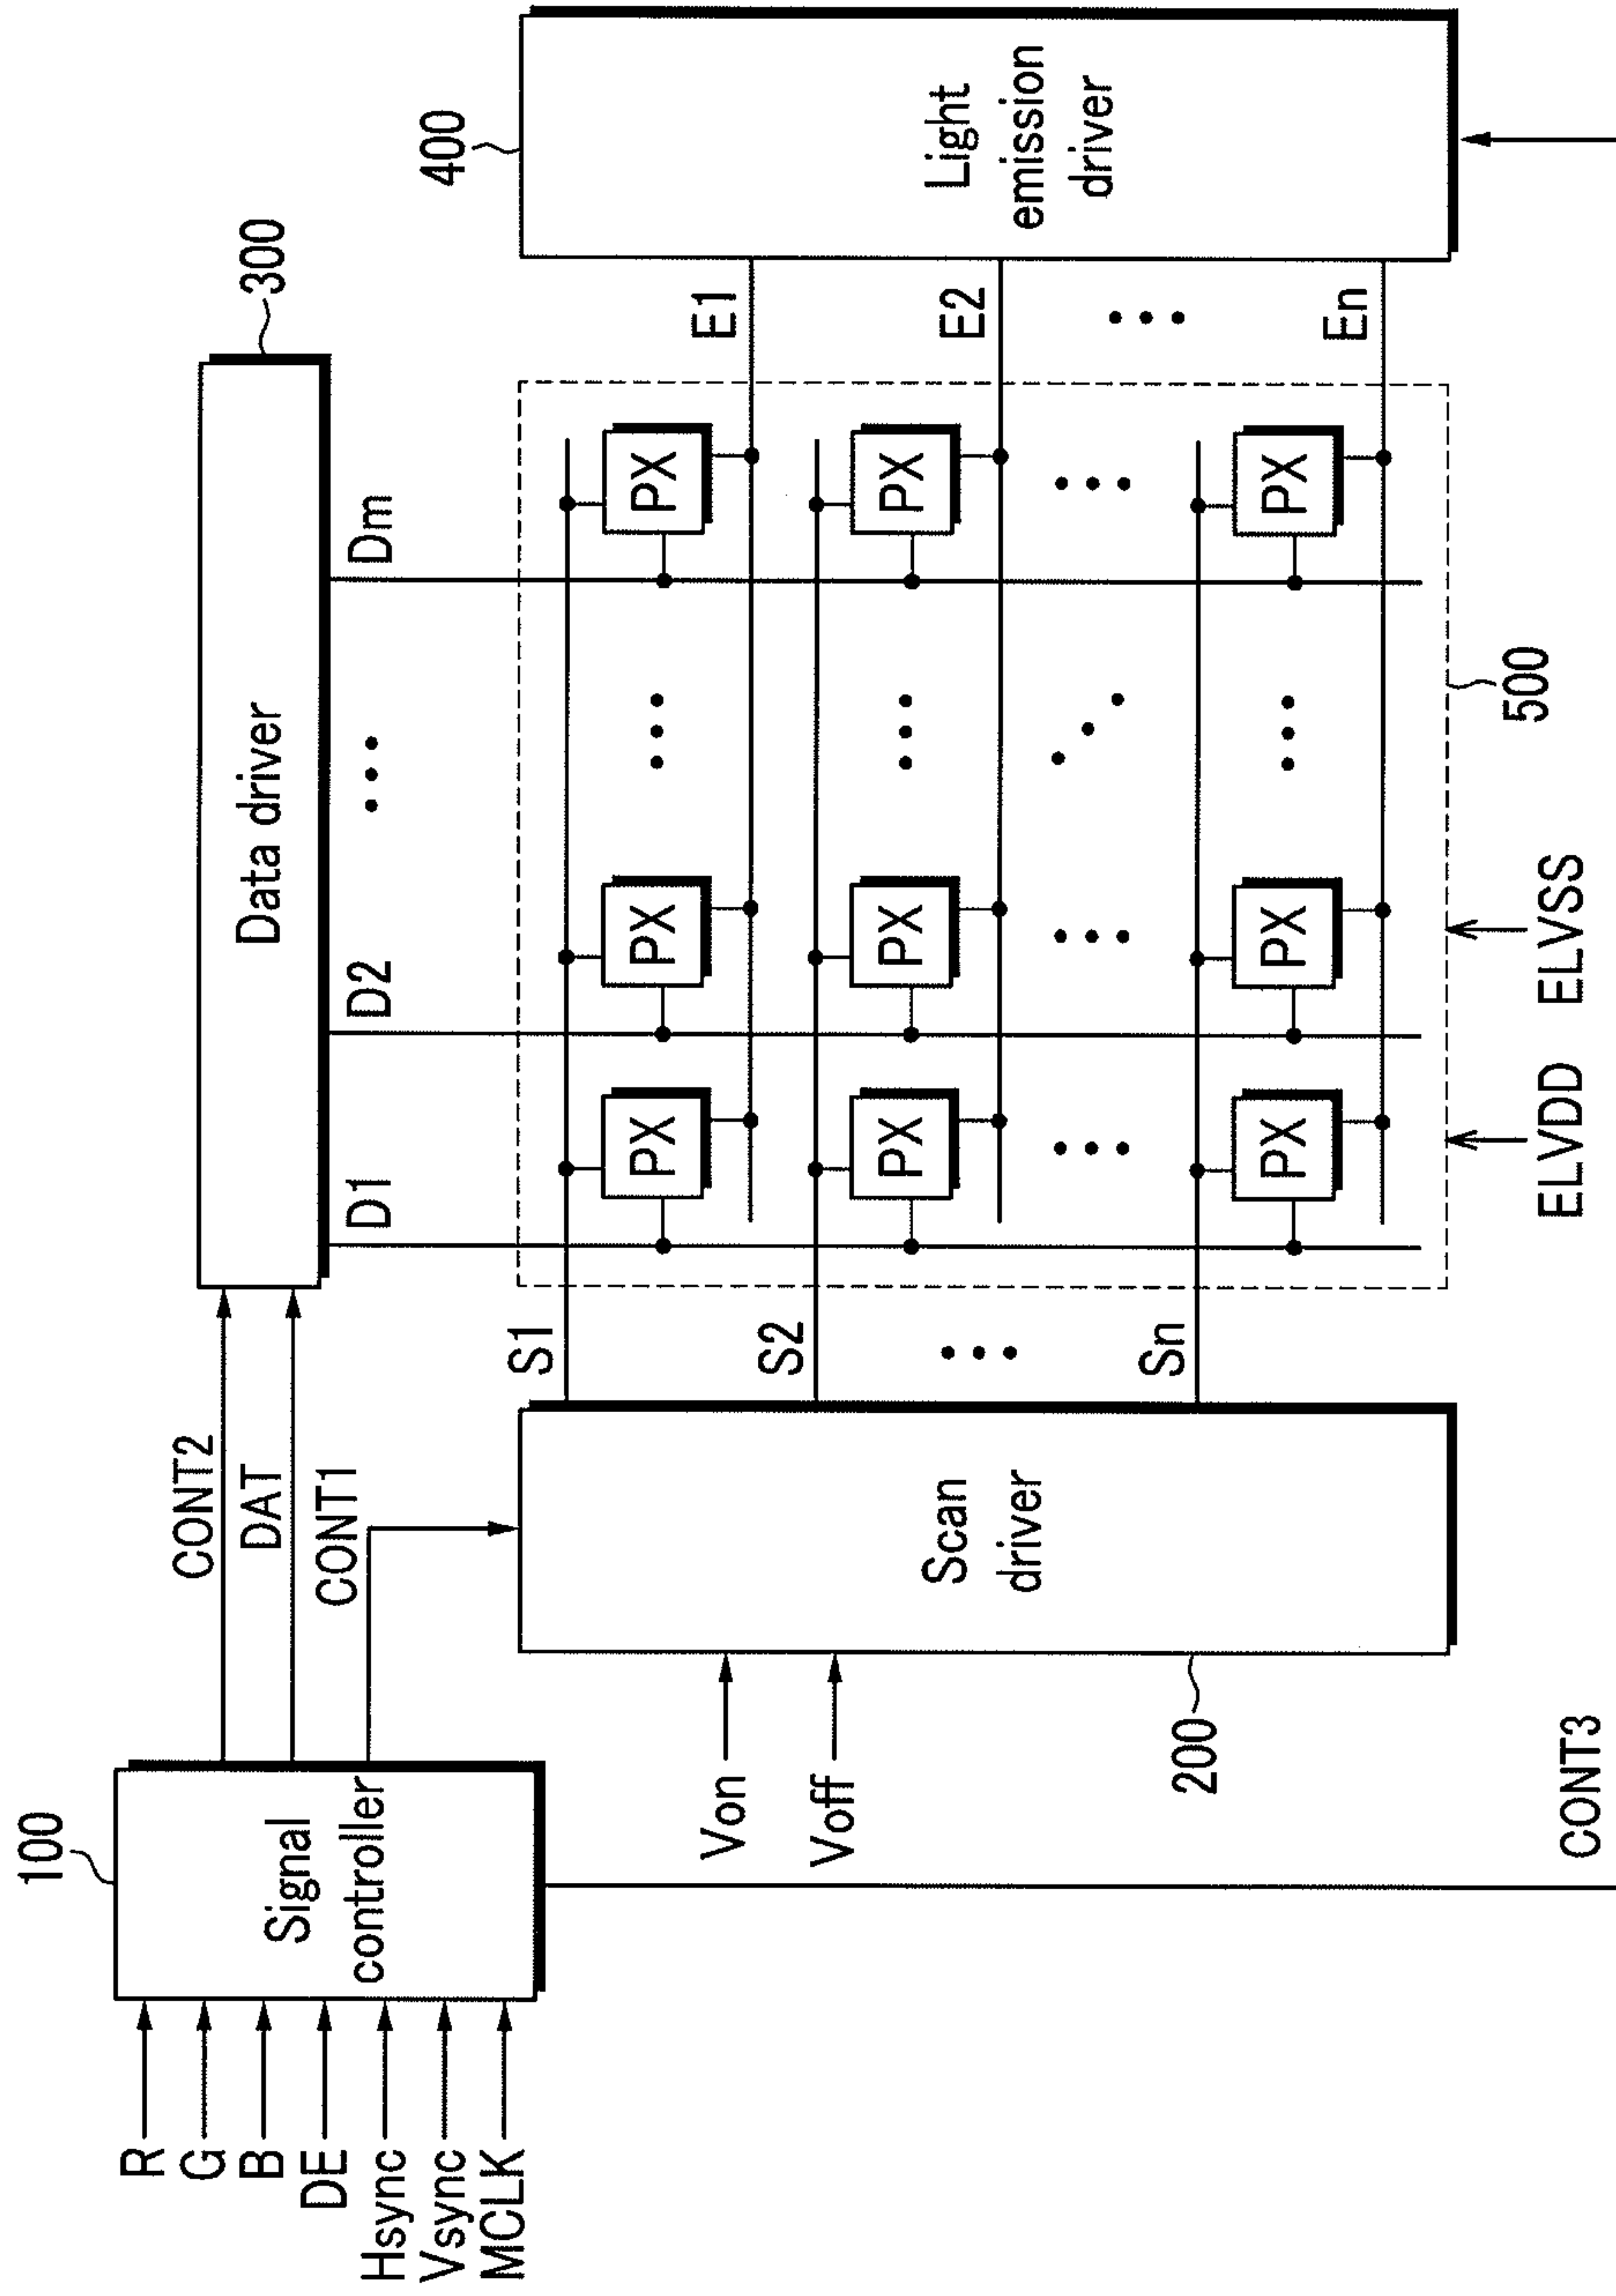 100
Signal
controller
R
G
B
DE
Hsync
Vsync
MCLK
CONT2
DAT
CONT1
Data driver
300
D1
D2
Dm
400
Light
emission
driver
Von
Voff
200
Scan
driver
S1
S2
Sn
PX
PX
PX
PX
PX
PX
PX
PX
PX
E1
E2
En
ELVDD
ELVSS
500
CONT3